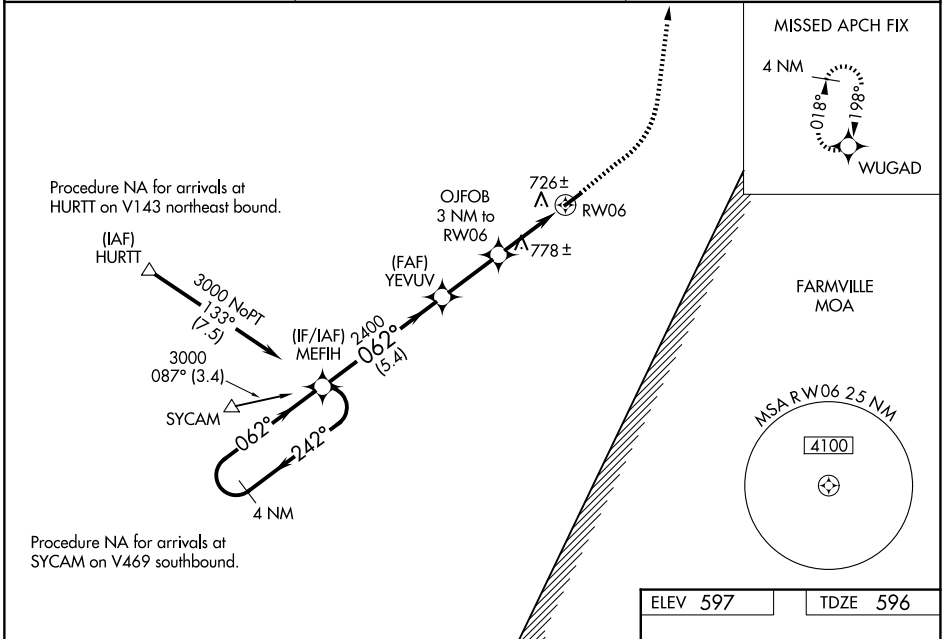 MISSED APCH FIX
4 NM
018°
198°
WUGAD
Procedure NA for arrivals at
HURTT on V143 northeast bound.
(IAF)
HURTT
3000 NoPT
133°
(7.5)
3000
087° (3.4)
SYCAM
(IF/IAF)
MEFIH
2400
062°
(5.4)
(FAF)
YEVUV
OJFOB
3 NM to
RW06
726±
RW06
778±
062°
242°
4 NM
Procedure NA for arrivals at
SYCAM on V469 southbound.
FARMVILLE
MOA
MSA RW06 25 NM
4100
ELEV 597
TDZE 596